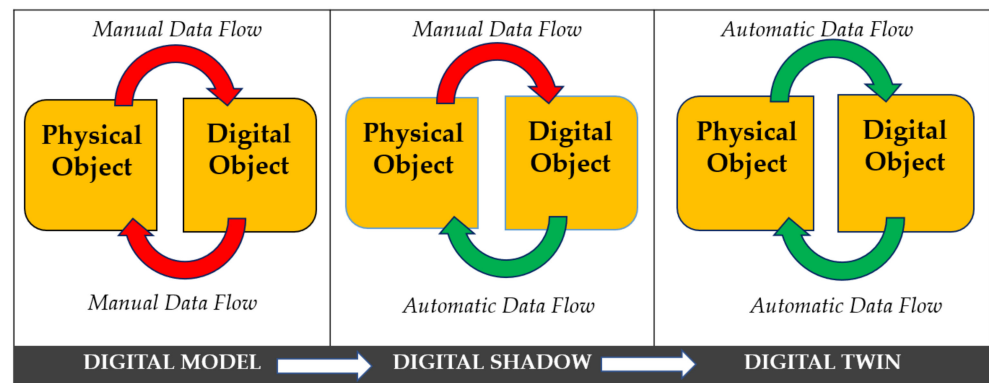 Manual Data Flow
Physical
Object
Digital
Object
Manual Data Flow
Manual Data Flow
Physical
Object
Digital
Object
Automatic Data Flow
Automatic Data Flow
Physical
Object
Digital
Object
Automatic Data Flow
DIGITAL MODEL
DIGITAL SHADOW
DIGITAL TWIN